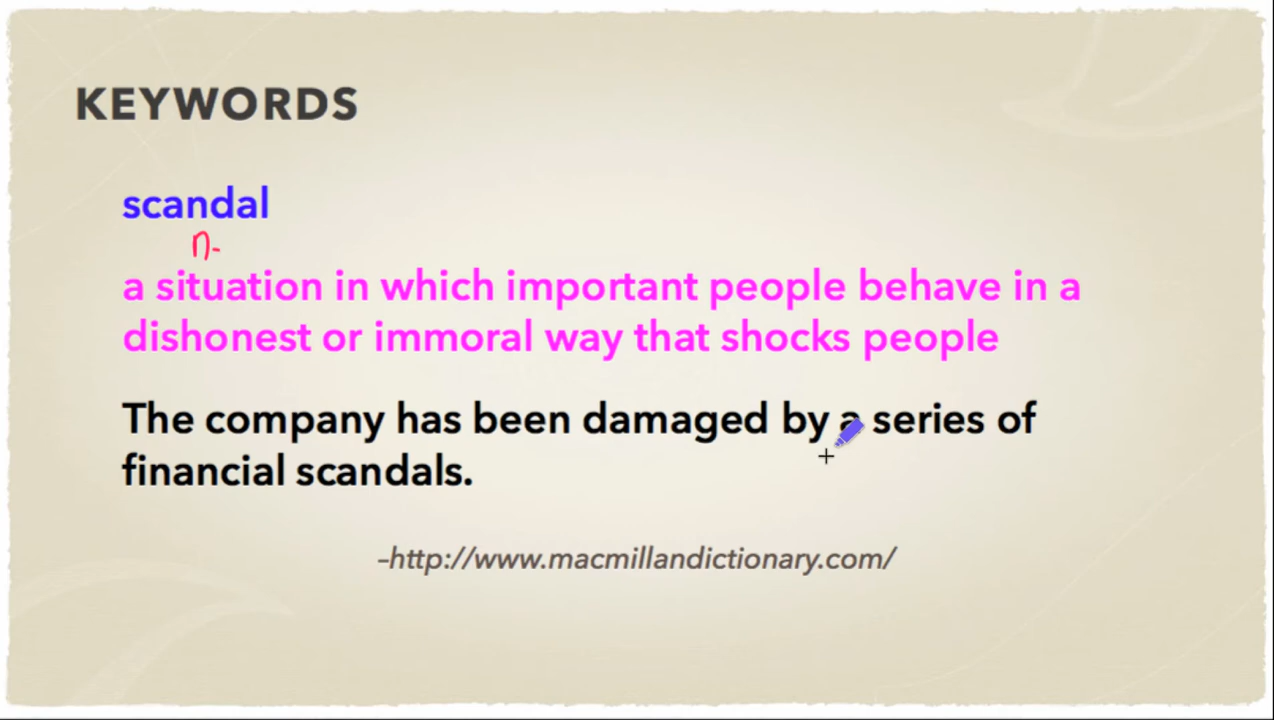 KEYWORDS
scandal
n.
a situation in which important people behave in a
dishonest or immoral way that shocks people
The company has been damaged by a series of
financial scandals.
–http://www.macmillandictionary.com/